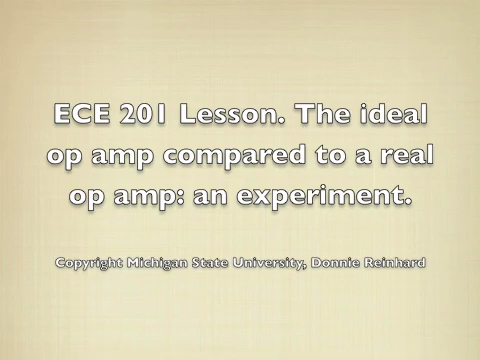 ECE 201 Lesson. The ideal
op amp compared to a real
op amp: an experiment.
Copyright Michigan State University, Donnie Reinhard